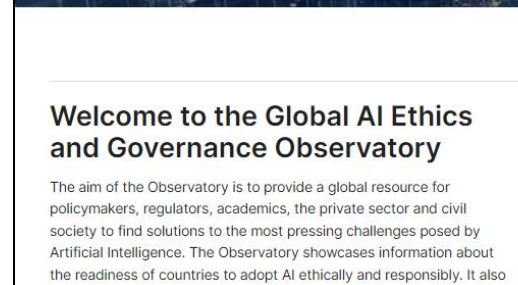 Welcome to the Global AI Ethics
and Governance Observatory
The aim of the Observatory is to provide a global resource for
policymakers, regulators, academics, the private sector and civil
society to find solutions to the most pressing challenges posed by
Artificial Intelligence. The Observatory showcases information about
the readiness of countries to adopt AI ethically and responsibly. It also